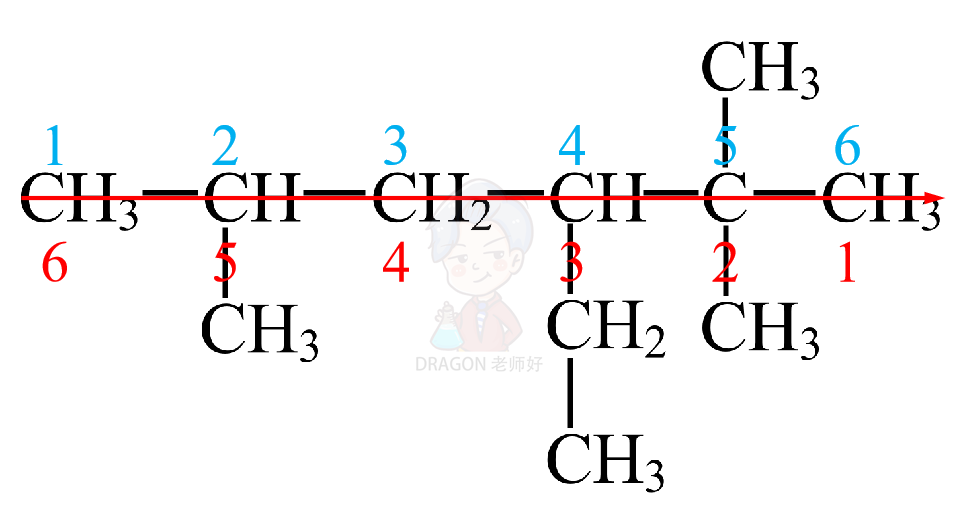 CH3
1 2 3 4 5 6
CH3 CH CH2 CH C CH3
6 5 4 3 2 1
CH3 CH2 CH3
DRAGON 老师好
CH3